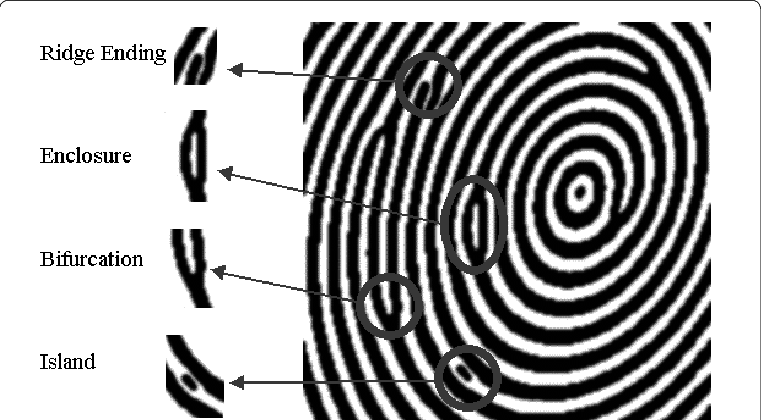 Ridge Ending
Enclosure
Bifurcation
Island